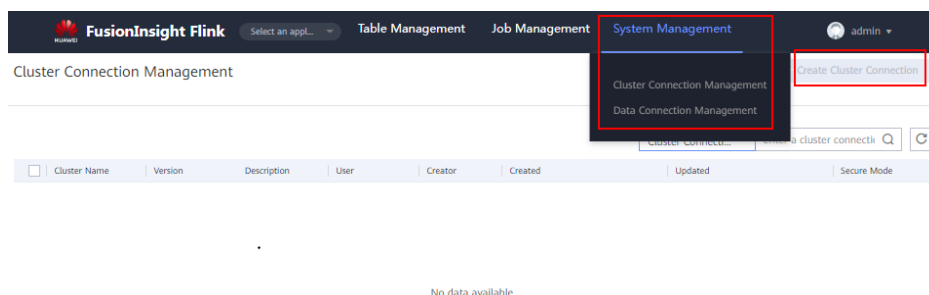 HUAWEI FusionInsight Flink Select an appl... Table Management Job Management System Management admin
Cluster Connection Management Create Cluster Connection
Cluster Connection Management
Data Connection Management
Cluster Connecti... a cluster connectic
Cluster Name Version Description User Creator Created Updated Secure Mode
No data available